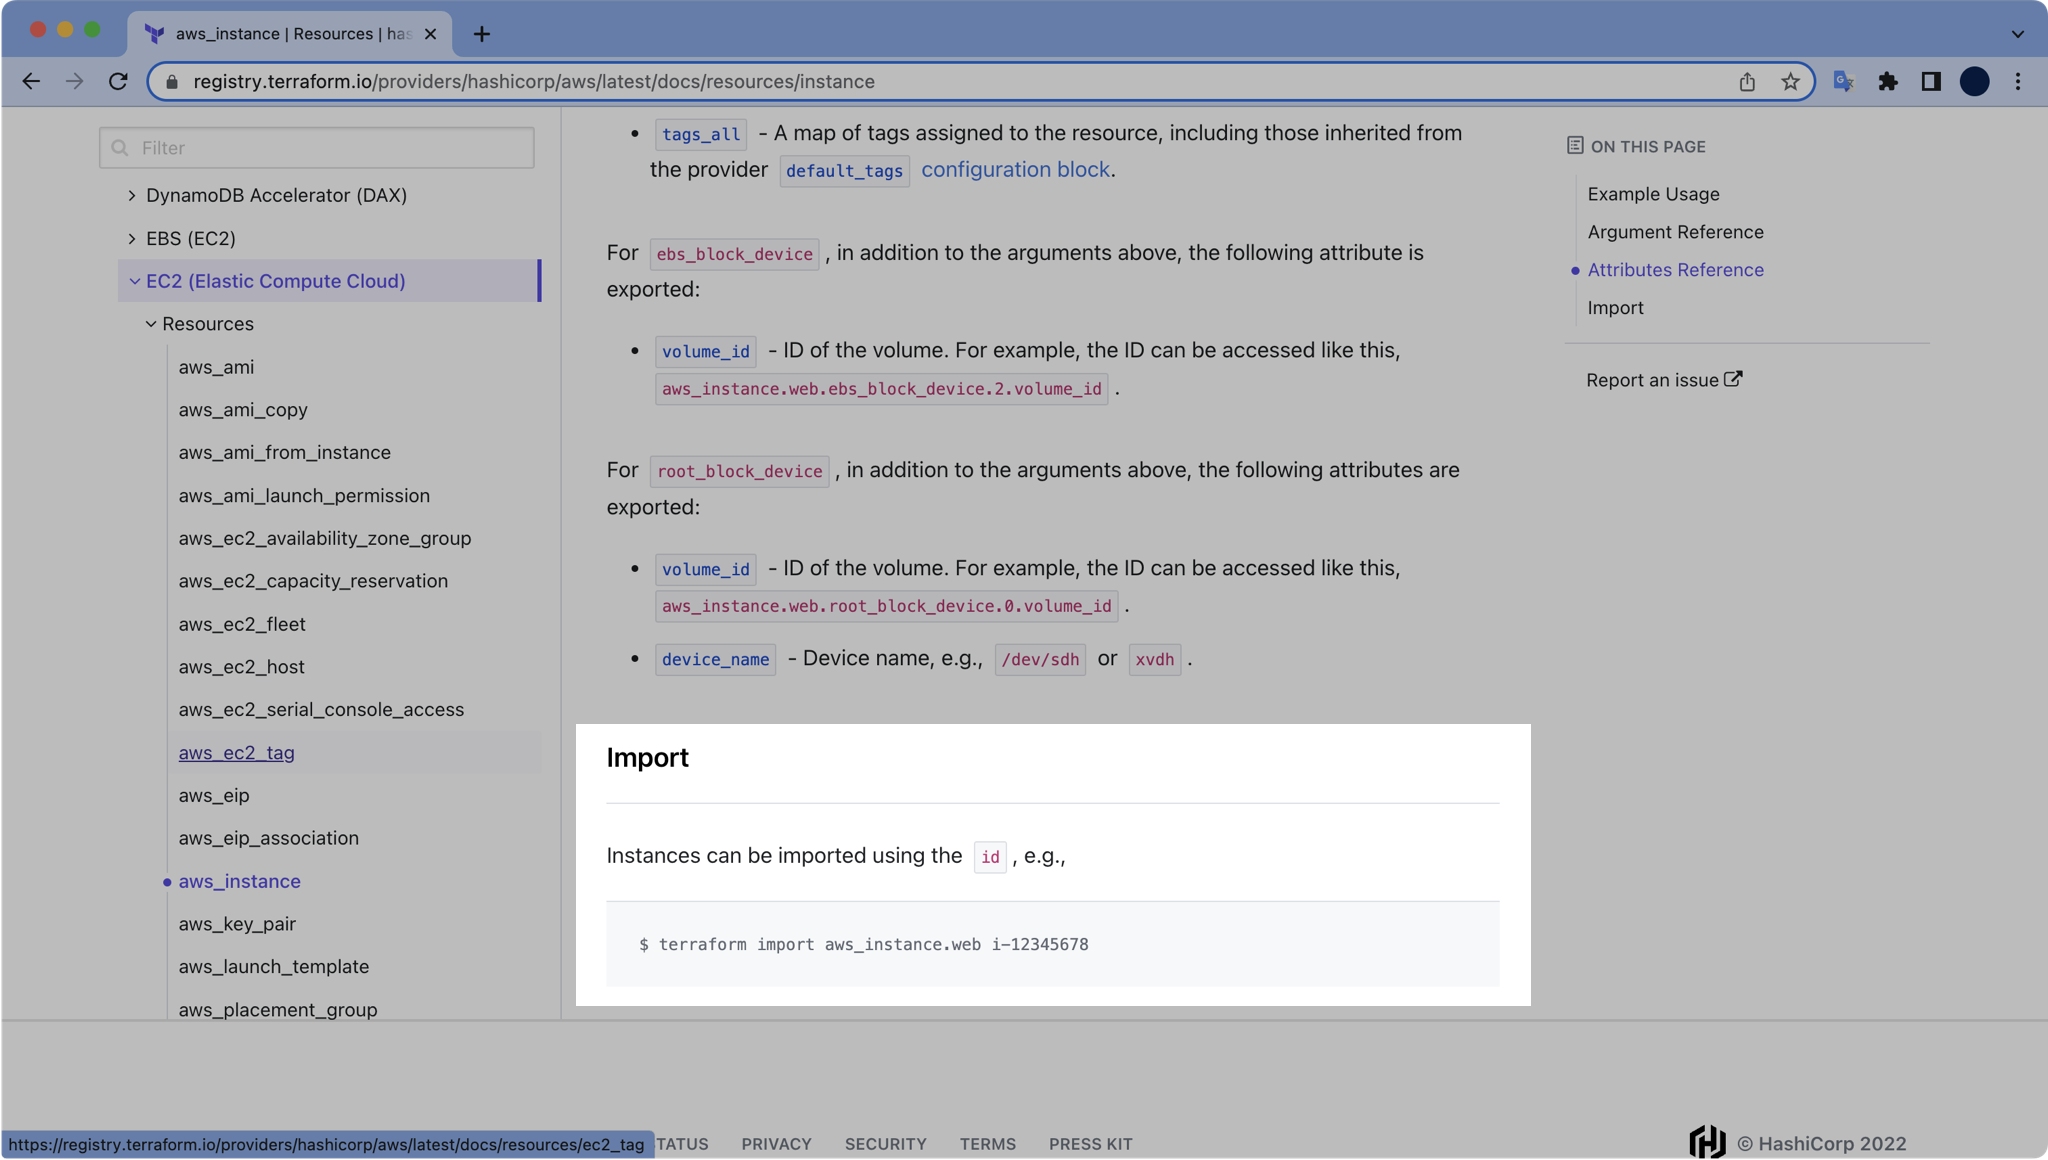 aws_instance | Resources | has
registry.terraform.io/providers/hashicorp/aws/latest/docs/resources/instance
Filter
DynamoDB Accelerator (DAX)
EBS (EC2)
EC2 (Elastic Compute Cloud)
Resources
aws_ami
aws_ami_copy
aws_ami_from_instance
aws_ami_launch_permission
aws_ec2_availability_zone_group
aws_ec2_capacity_reservation
aws_ec2_fleet
aws_ec2_host
aws_ec2_serial_console_access
aws_ec2_tag
aws_eip
aws_eip_association
aws_instance
aws_key_pair
aws_launch_template
aws_placement_group
• tags_all - A map of tags assigned to the resource, including those inherited from
the provider default_tags configuration block.
For ebs_block_device , in addition to the arguments above, the following attribute is
exported:
• volume_id - ID of the volume. For example, the ID can be accessed like this,
aws_instance.web.ebs_block_device.2.volume_id .
For root_block_device , in addition to the arguments above, the following attributes are
exported:
• volume_id - ID of the volume. For example, the ID can be accessed like this,
aws_instance.web.root_block_device.0.volume_id .
• device_name - Device name, e.g., /dev/sdh or xvdh .
Import
Instances can be imported using the id , e.g.,
$ terraform import aws_instance.web i-12345678
ON THIS PAGE
Example Usage
Argument Reference
Attributes Reference
Import
Report an issue
https://registry.terraform.io/providers/hashicorp/aws/latest/docs/resources/ec2_tag
TATUS PRIVACY SECURITY TERMS PRESS KIT
© HashiCorp 2022